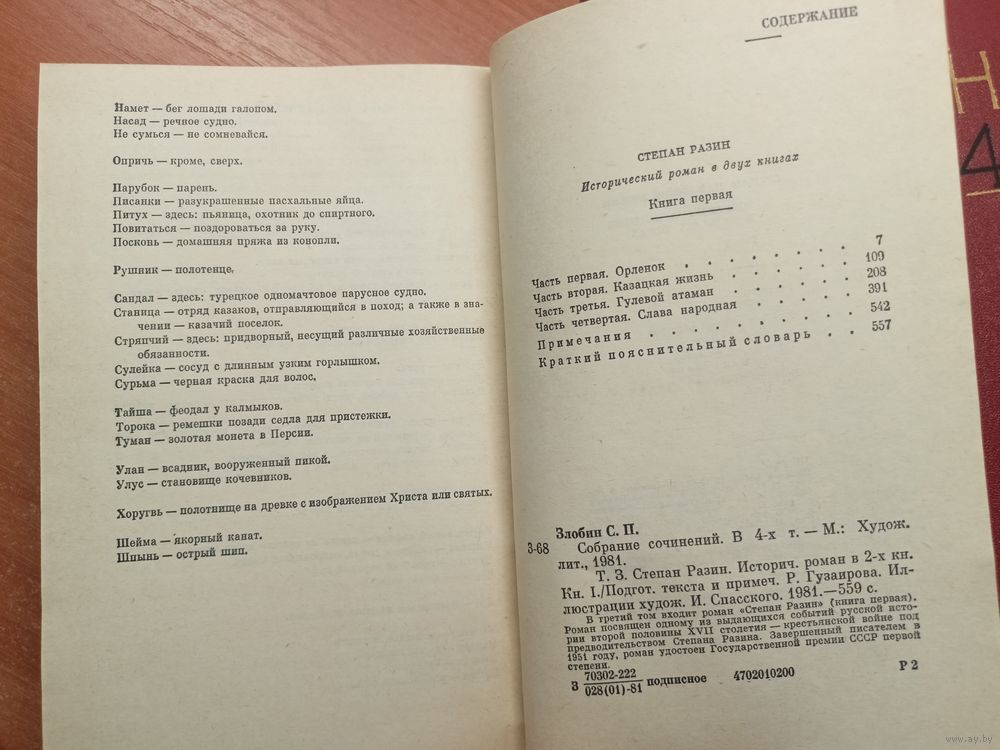 Намет — бег лошади галопом.
Насад — речное судно.
Не сумься — не сомневайся.
Опричь — кроме, сверх.
Парубок — парень.
Писанки — разукрашенные пасхальные яйца.
Питух — здесь: пьяница, охотник до спиртного.
Повитаться — поздороваться за руку.
Посконь — домашняя пряжа из конопли.
Рушник — полотенце.
Сандал — здесь: турецкое одномачтовое парусное судно.
Станица — отряд казаков, отправляющийся в поход; а также в зна-
чении — казачий поселок.
Стряпчий — здесь: придворный, несущий различные хозяйственные
обязанности.
Сулейка — сосуд с длинным узким горлышком.
Сурьма — черная краска для волос.
Тайша — феодал у калмыков.
Торока — ремешки позади седла для пристежки.
Туман — золотая монета в Персии.
Улан — всадник, вооруженный пикой.
Улус — становище кочевников.
Хоругвь — полотнище на древке с изображением Христа или святых.
Шейма — якорный канат.
Шпынь — острый шип.
СОДЕРЖАНИЕ
СТЕПАН РАЗИН
Исторический роман в двух книгах
Книга первая
Часть первая. Орленок . . . . . . . 7
Часть вторая. Казацкая жизнь . . . . . 109
Часть третья. Гулевой атаман . . . . . 208
Часть четвертая. Слава народная . . . . 391
Примечания . . . . . . . . . 542
Краткий пояснительный словарь . . 557
Злобин С. П.
З-68 Собрание сочинений. В 4-х т. — М.: Худож.
лит., 1981.
Т. 3. Степан Разин. Историч. роман в 2-х кн.
Кн. I./Подгот. текста и примеч. Р. Гузаирова. Ил-
люстрации худож. И. Спасского. 1981.—559 с.
В третий том входит роман «Степан Разин» (книга первая).
Роман посвящен одному из выдающихся событий русской исто-
рии второй половины XVII столетия — крестьянской войне под
предводительством Степана Разина. Завершенный писателем в
1951 году, роман удостоен Государственной премии СССР первой
степени.
З 70302-222
028(01)-81 подписное 4702010200 Р 2
Н
4
www.ay.by